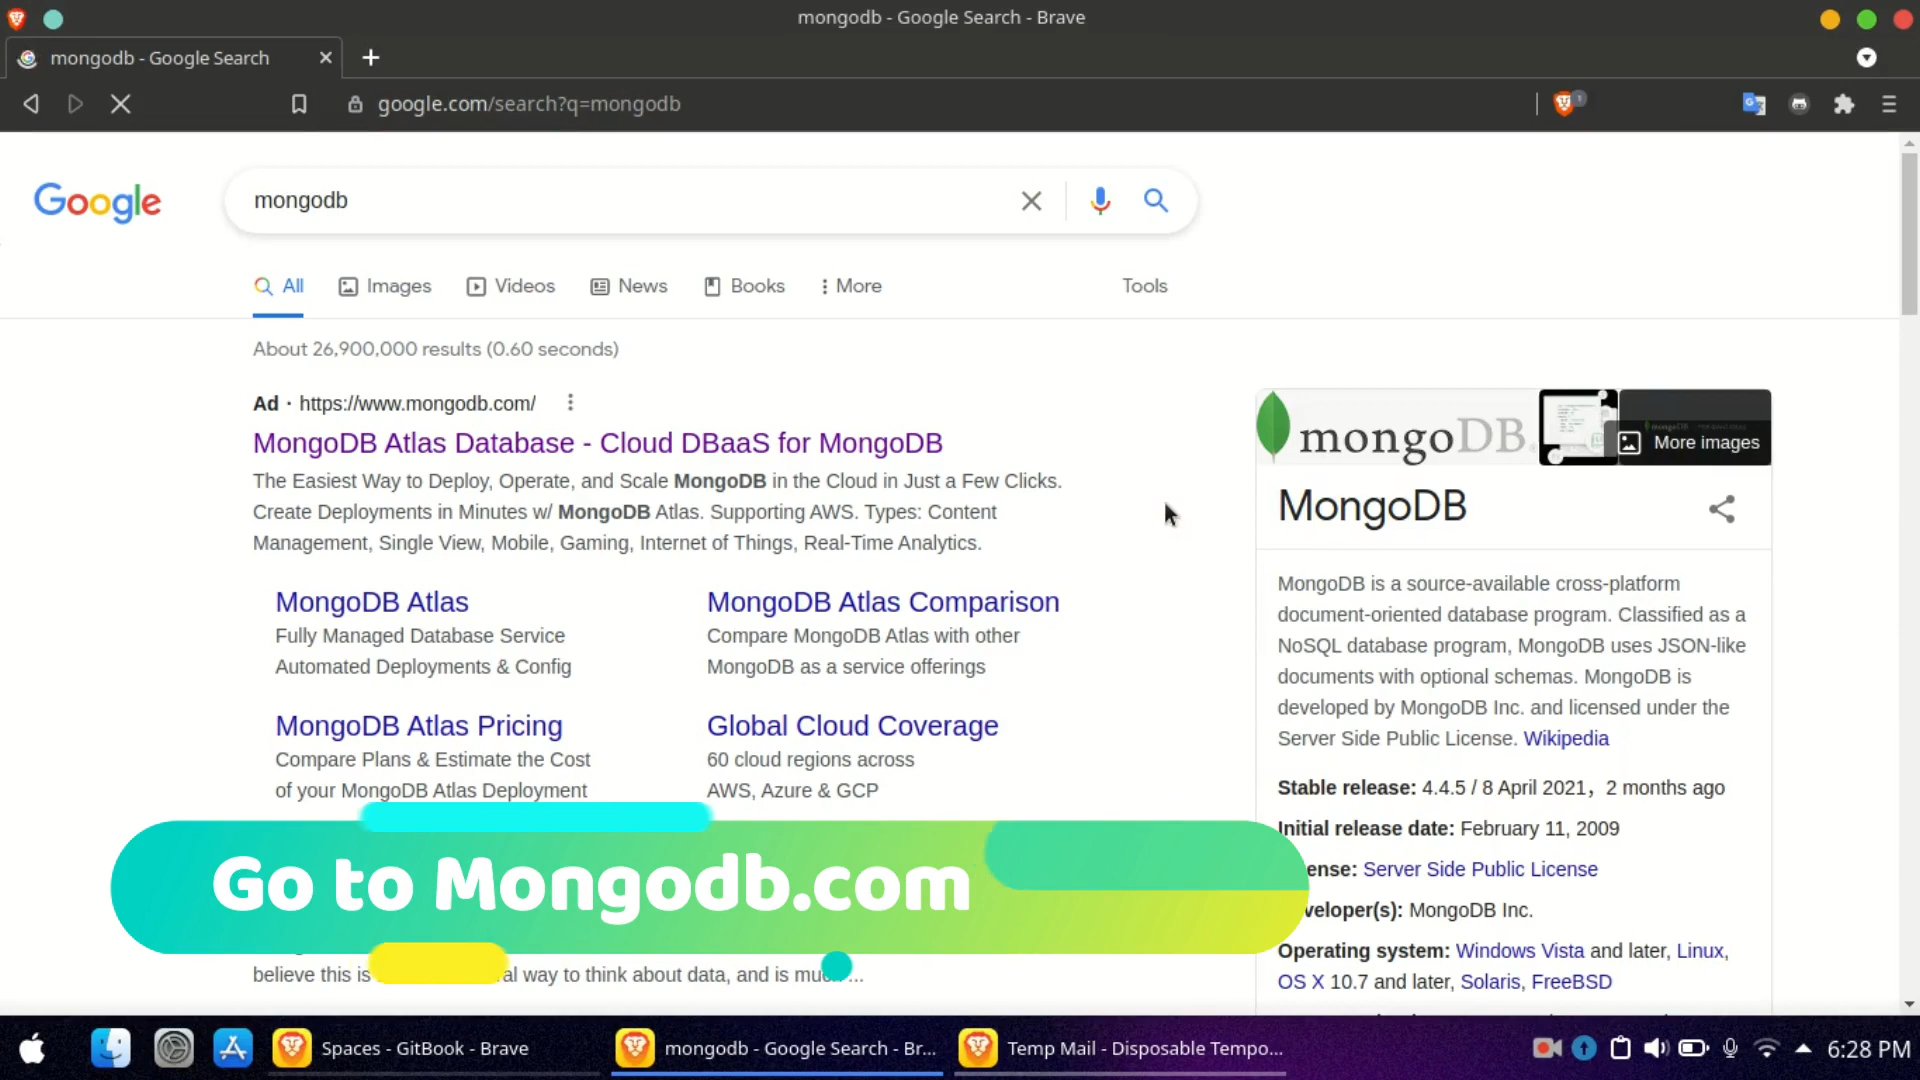 mongodb - Google Search - Brave
mongodb - Google Search
google.com/search?q=mongodb
1
Google
mongodb
All Images Videos News Books More Tools
About 26,900,000 results (0.60 seconds)
Ad · https://www.mongodb.com/
MongoDB Atlas Database - Cloud DBaaS for MongoDB
The Easiest Way to Deploy, Operate, and Scale MongoDB in the Cloud in Just a Few Clicks.
Create Deployments in Minutes w/ MongoDB Atlas. Supporting AWS. Types: Content
Management, Single View, Mobile, Gaming, Internet of Things, Real-Time Analytics.
MongoDB Atlas
Fully Managed Database Service
Automated Deployments & Config
MongoDB Atlas Comparison
Compare MongoDB Atlas with other
MongoDB as a service offerings
MongoDB Atlas Pricing
Compare Plans & Estimate the Cost
of your MongoDB Atlas Deployment
Global Cloud Coverage
60 cloud regions across
AWS, Azure & GCP
Go to Mongodb.com
believe this is al way to think about data, and is mu ...
mongoDB.
More images
MongoDB
MongoDB is a source-available cross-platform
document-oriented database program. Classified as a
NoSQL database program, MongoDB uses JSON-like
documents with optional schemas. MongoDB is
developed by MongoDB Inc. and licensed under the
Server Side Public License. Wikipedia
Stable release: 4.4.5 / 8 April 2021, 2 months ago
Initial release date: February 11, 2009
ense: Server Side Public License
veloper(s): MongoDB Inc.
Operating system: Windows Vista and later, Linux,
OS X 10.7 and later, Solaris, FreeBSD
Spaces - GitBook - Brave
mongodb - Google Search - Br...
Temp Mail - Disposable Tempo...
6:28 PM